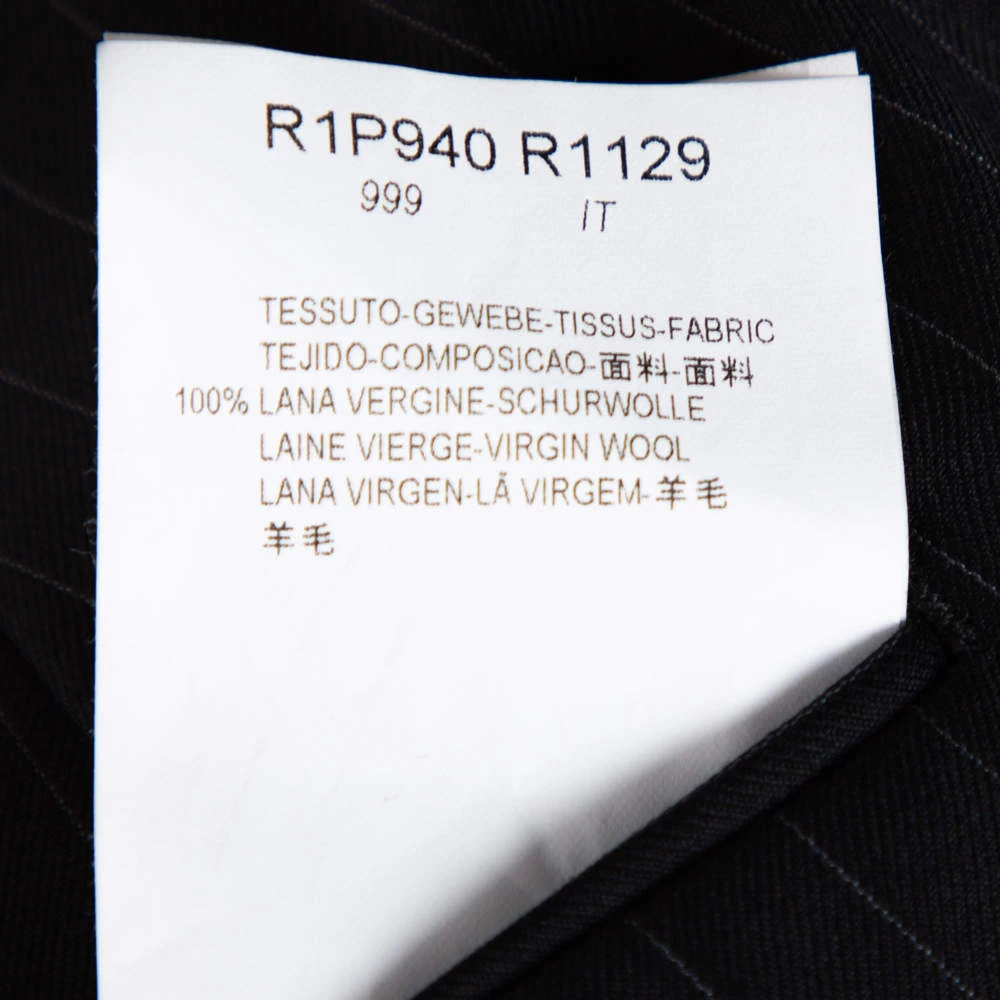 R1P940 R1129
999 IT
TESSUTO-GEWEBE-TISSUS-FABRIC
TEJIDO-COMPOSICAO-面料-面料
100% LANA VERGINE-SCHURWOLLE
LAINE VIERGE-VIRGIN WOOL
LANA VIRGEN-LÃ VIRGEM-羊毛
羊毛